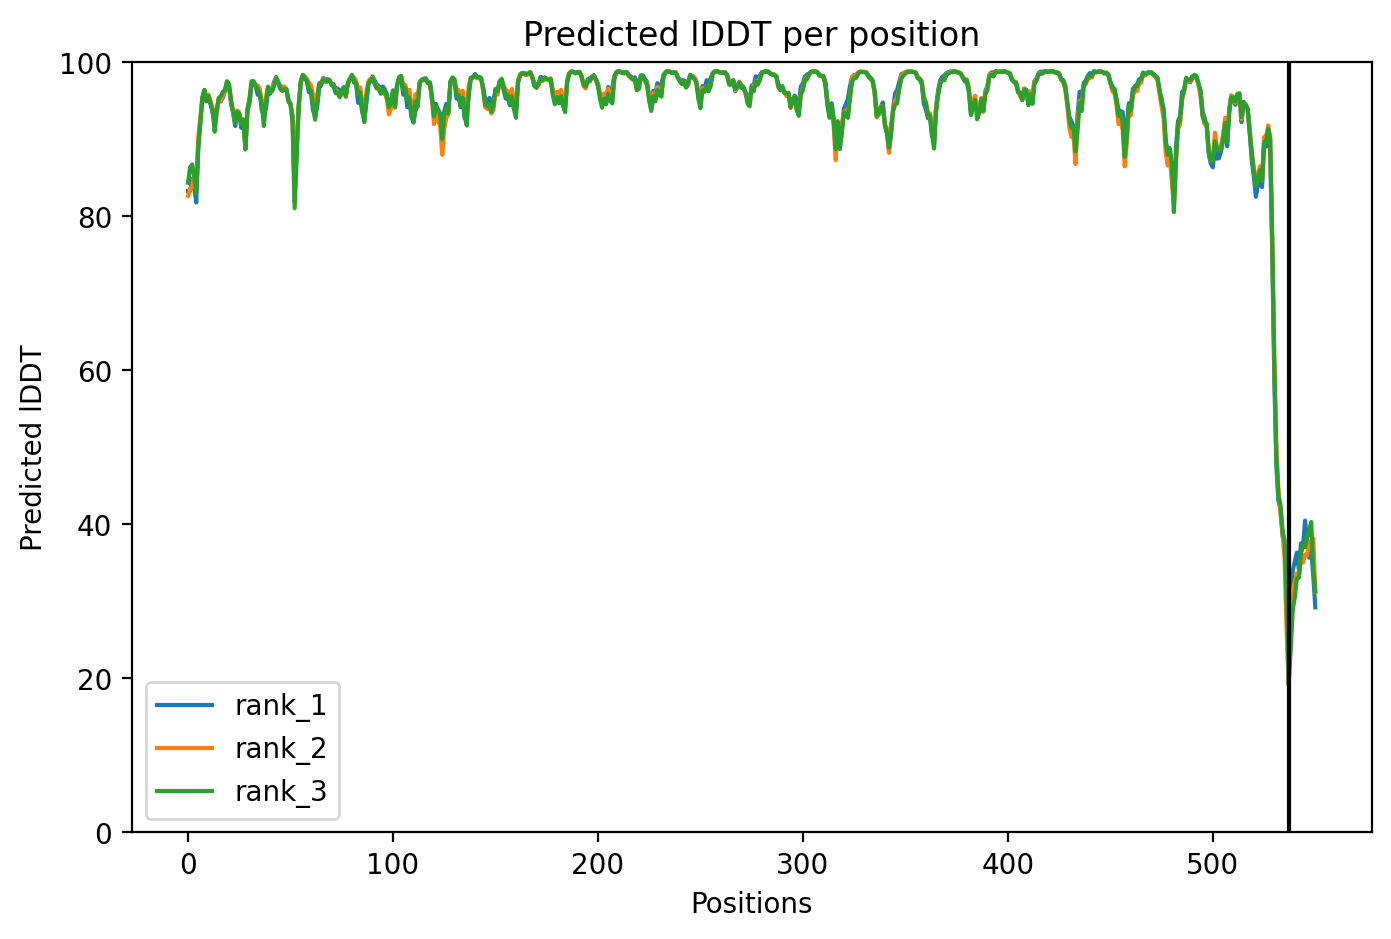 Predicted lDDT per position
100
80
60
40
20
0
Predicted lDDT
rank_1
rank_2
rank_3
0 100 200 300 400 500
Positions